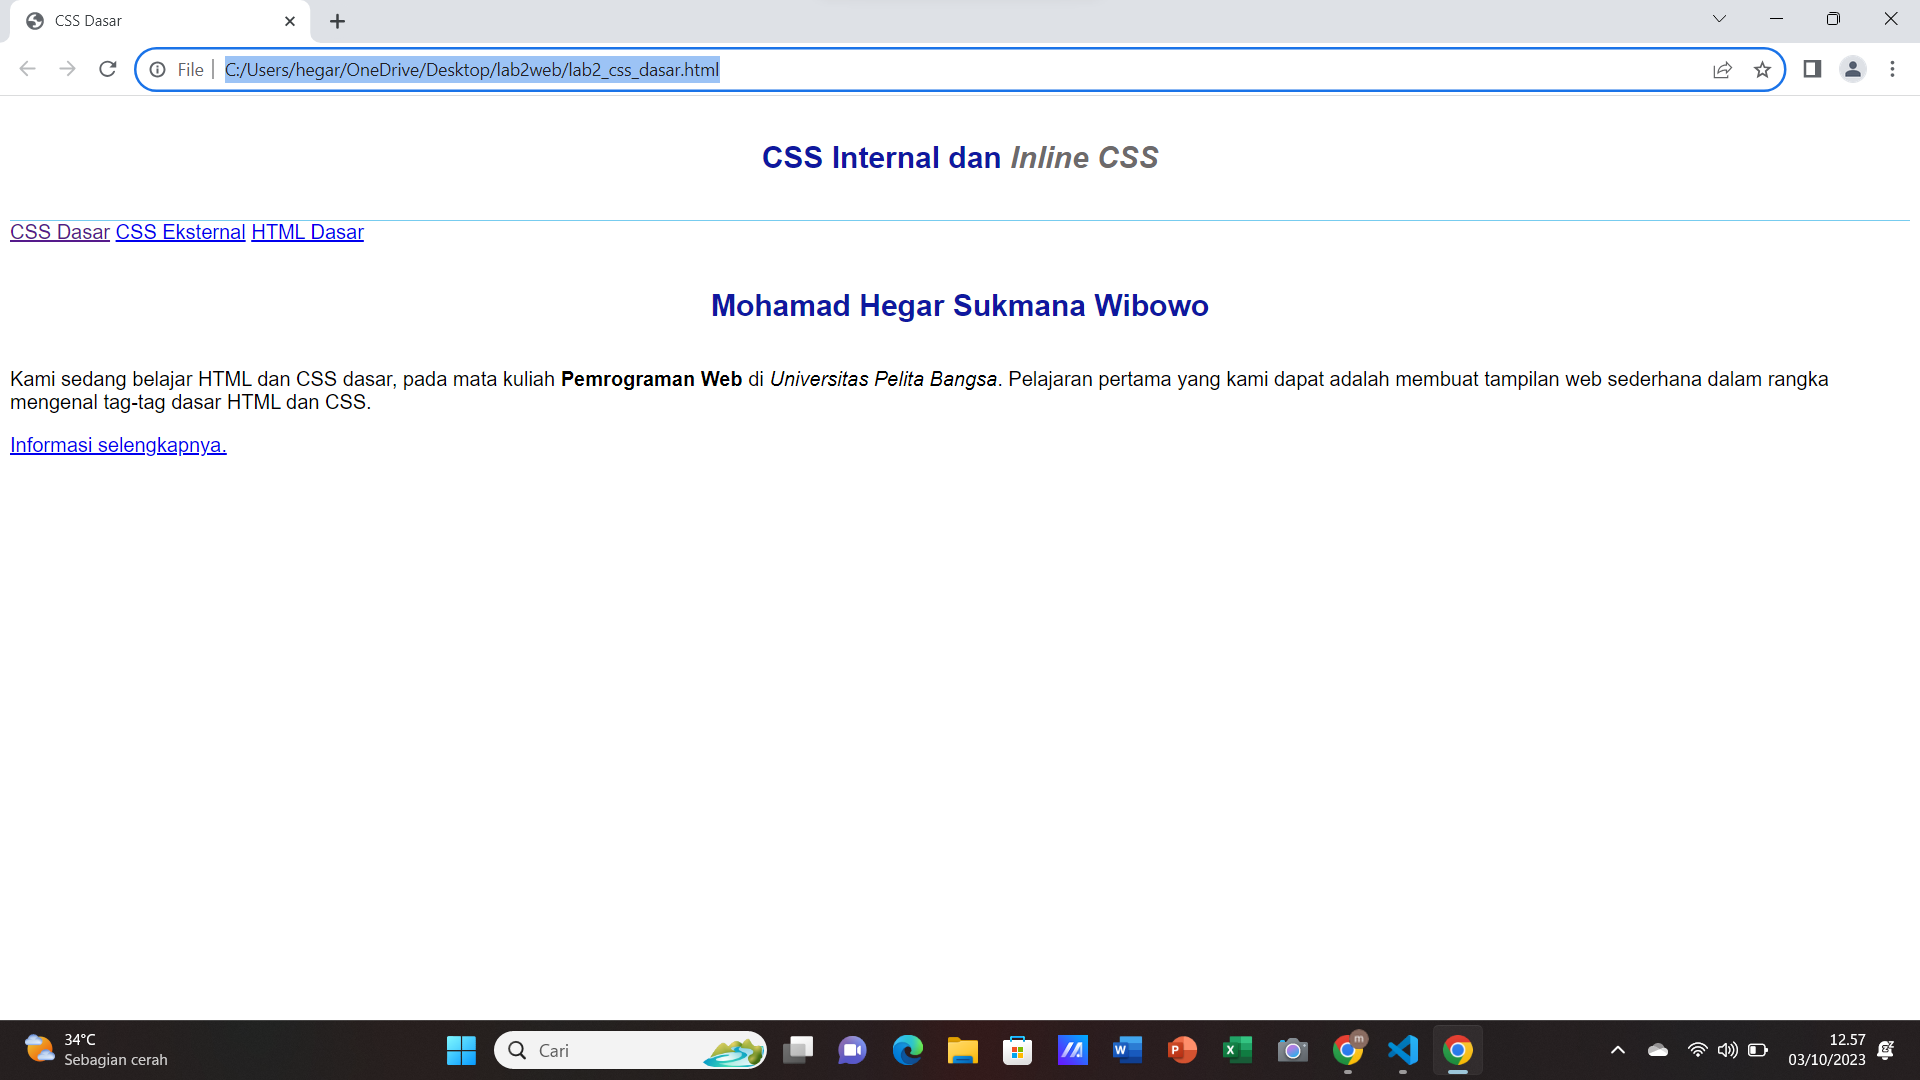 CSS Dasar
File
C:/Users/hegar/OneDrive/Desktop/lab2web/lab2_css_dasar.html
CSS Internal dan Inline CSS
CSS Dasar CSS Eksternal HTML Dasar
Mohamad Hegar Sukmana Wibowo
Kami sedang belajar HTML dan CSS dasar, pada mata kuliah Pemrograman Web di Universitas Pelita Bangsa. Pelajaran pertama yang kami dapat adalah membuat tampilan web sederhana dalam rangka
mengenal tag-tag dasar HTML dan CSS.
Informasi selengkapnya.
34°C
Sebagian cerah
Cari
W
P
X
m
12.57
03/10/2023